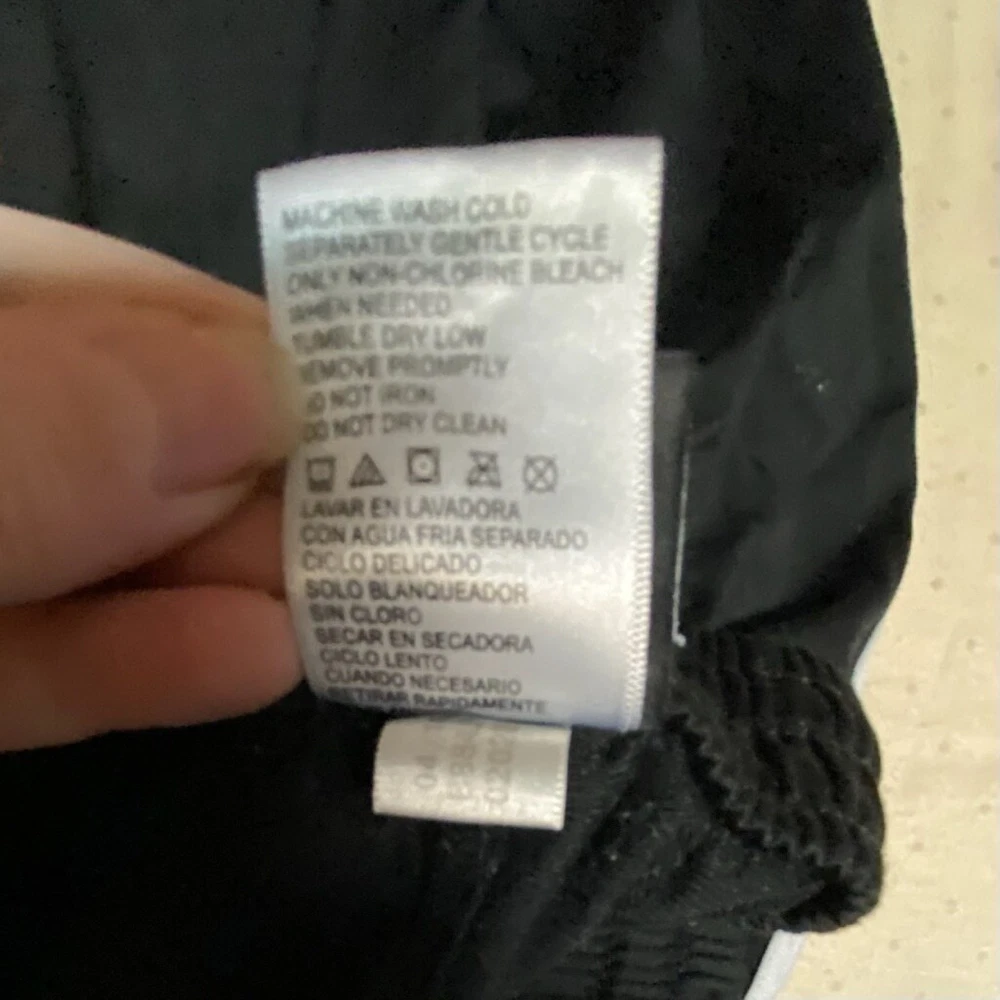 MACHINE WASH COLD
SEPARATELY GENTLE CYCLE
ONLY NON-CHLORINE BLEACH
WHEN NEEDED
TUMBLE DRY LOW
REMOVE PROMPTLY
DO NOT IRON
DO NOT DRY CLEAN
LAVAR EN LAVADORA
CON AGUA FRIA SEPARADO
CICLO DELICADO
SOLO BLANQUEADOR
SIN CLORO
SECAR EN SECADORA
CICLO LENTO
CUANDO NECESARIO
RETIRAR RAPIDAMENTE